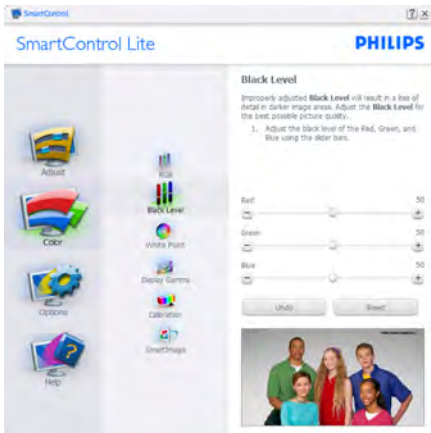 SmartControl
SmartControl Lite
PHILIPS
Adjust
Color
Options
Help
RGB
Black Level
White Point
Display Gamma
Calibration
SmartImage
Black Level
Improperly adjusted Black Level will result in a loss of
detail in darker image areas. Adjust the Black Level for
the best possible picture quality.
1. Adjust the black level of the Red, Green, and
Blue using the slider bars.
Red 50
Green 50
Blue 50
Undo Reset